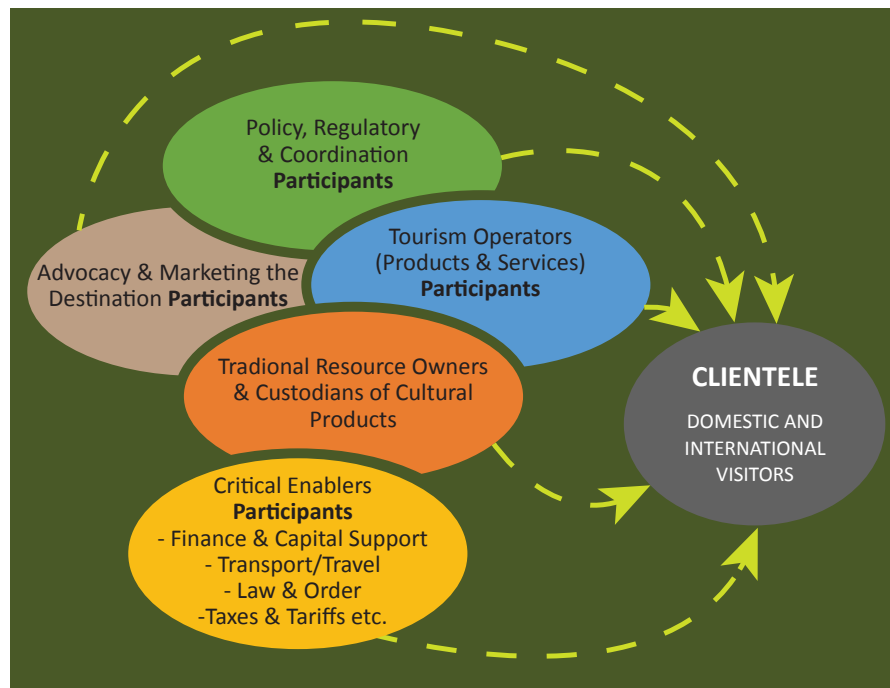 Policy, Regulatory
& Coordination
Participants
Tourism Operators
(Products & Services)
Participants
Advocacy & Marketing the
Destination Participants
Tradional Resource Owners
& Custodians of Cultural
Products
Critical Enablers
Participants
- Finance & Capital Support
- Transport/Travel
- Law & Order
-Taxes & Tariffs etc.
CLIENTELE
DOMESTIC AND
INTERNATIONAL
VISITORS